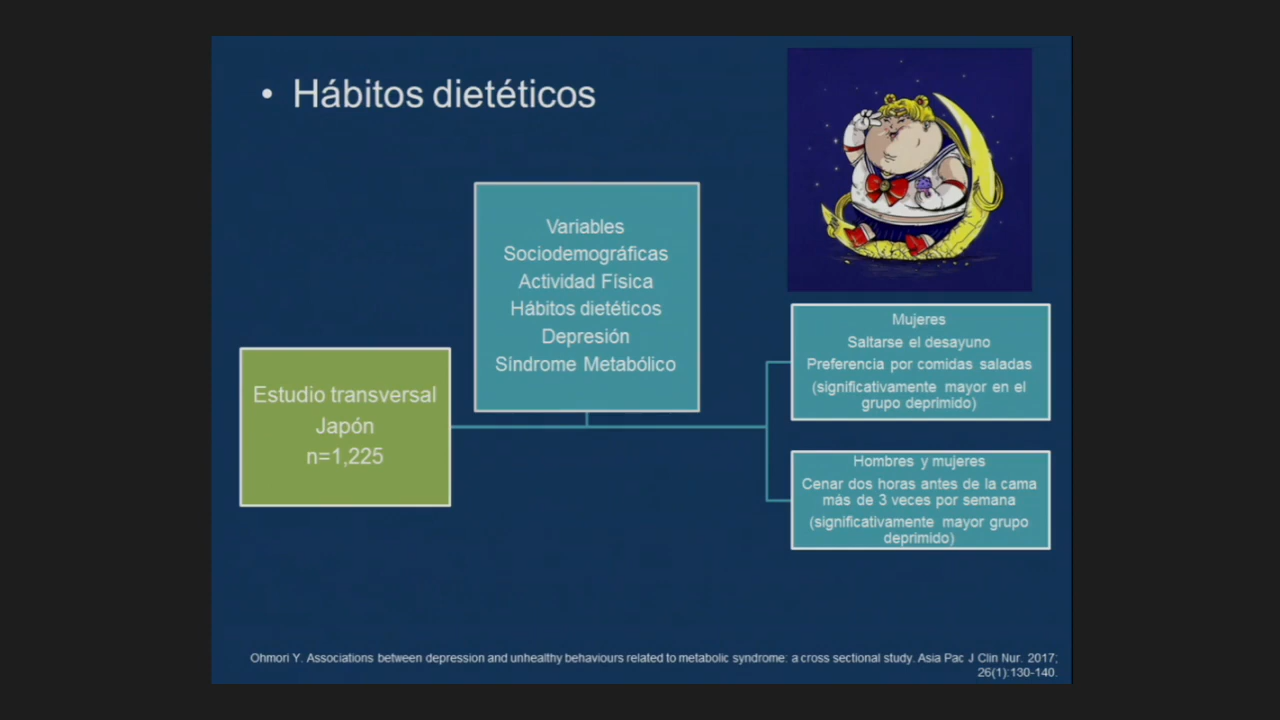 • Hábitos dietéticos
Variables
Sociodemográficas
Actividad Física
Hábitos dietéticos
Depresión
Síndrome Metabólico
Estudio transversal
Japón
n=1,225
Mujeres
Saltarse el desayuno
Preferencia por comidas saladas
(significativamente mayor en el
grupo deprimido)
Hombres y mujeres
Cenar dos horas antes de la cama
más de 3 veces por semana
(significativamente mayor grupo
deprimido)
Ohmori Y. Associations between depression and unhealthy behaviours related to metabolic syndrome: a cross sectional study. Asia Pac J Clin Nur. 2017;
26(1):130-140.